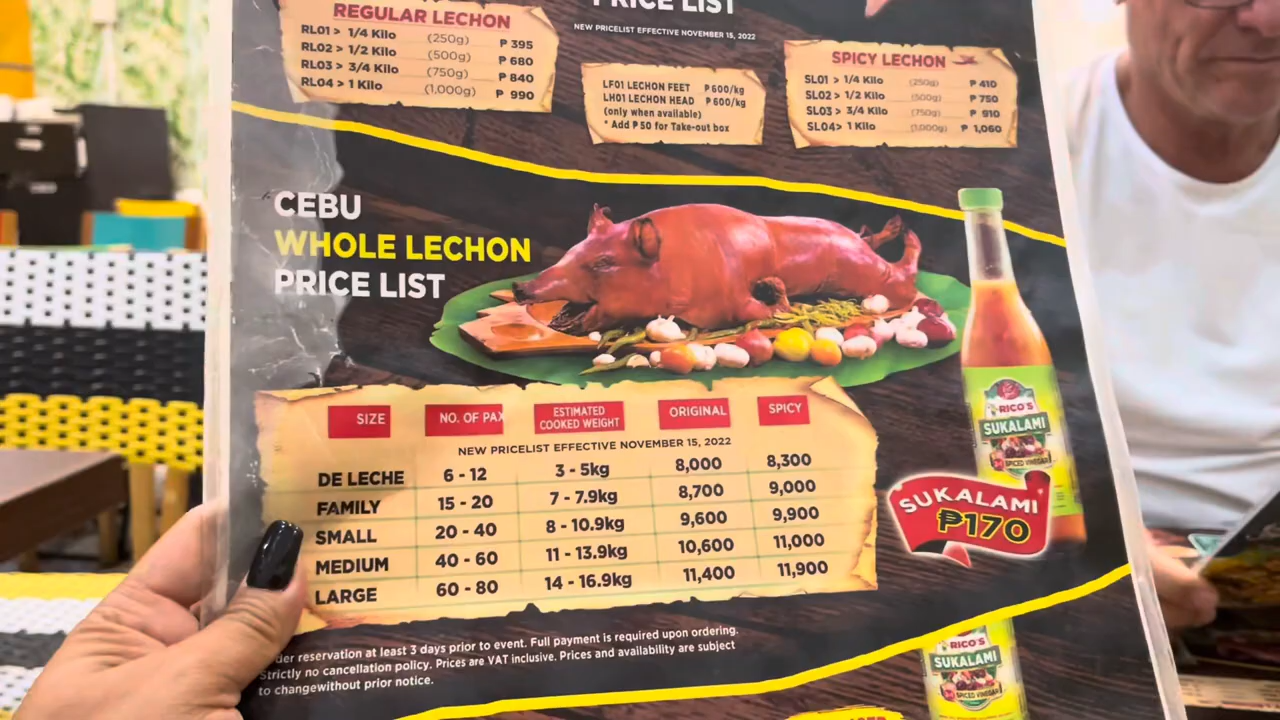 PRICE LIST
NEW PRICELIST EFFECTIVE NOVEMBER 15, 2022
REGULAR LECHON
RL01 > 1/4 Kilo (250g) ₱ 395
RL02 > 1/2 Kilo (500g) ₱ 680
RL03 > 3/4 Kilo (750g) ₱ 840
RL04 > 1 Kilo (1,000g) ₱ 990
LF01 LECHON FEET ₱600/kg
LH01 LECHON HEAD ₱600/kg
(only when available)
* Add ₱50 for Take-out box
SPICY LECHON
SL01 > 1/4 Kilo (250g) ₱ 410
SL02 > 1/2 Kilo (500g) ₱ 750
SL03 > 3/4 Kilo (750g) ₱ 910
SL04> 1 Kilo (1,000g) ₱ 1,060
CEBU
WHOLE LECHON
PRICE LIST
SIZE NO. OF PAX ESTIMATED COOKED WEIGHT ORIGINAL SPICY
NEW PRICELIST EFFECTIVE NOVEMBER 15, 2022
DE LECHE 6 - 12 3 - 5kg 8,000 8,300
FAMILY 15 - 20 7 - 7.9kg 8,700 9,000
SMALL 20 - 40 8 - 10.9kg 9,600 9,900
MEDIUM 40 - 60 11 - 13.9kg 10,600 11,000
LARGE 60 - 80 14 - 16.9kg 11,400 11,900
RICO'S
SUKALAMI
SPICED VINEGAR
SUKALAMI
₱170
der reservation at least 3 days prior to event. Full payment is required upon ordering.
Strictly no cancellation policy. Prices are VAT inclusive. Prices and availability are subject
to changewithout prior notice.
RICO'S
SUKALAMI
SPICED VINEGAR